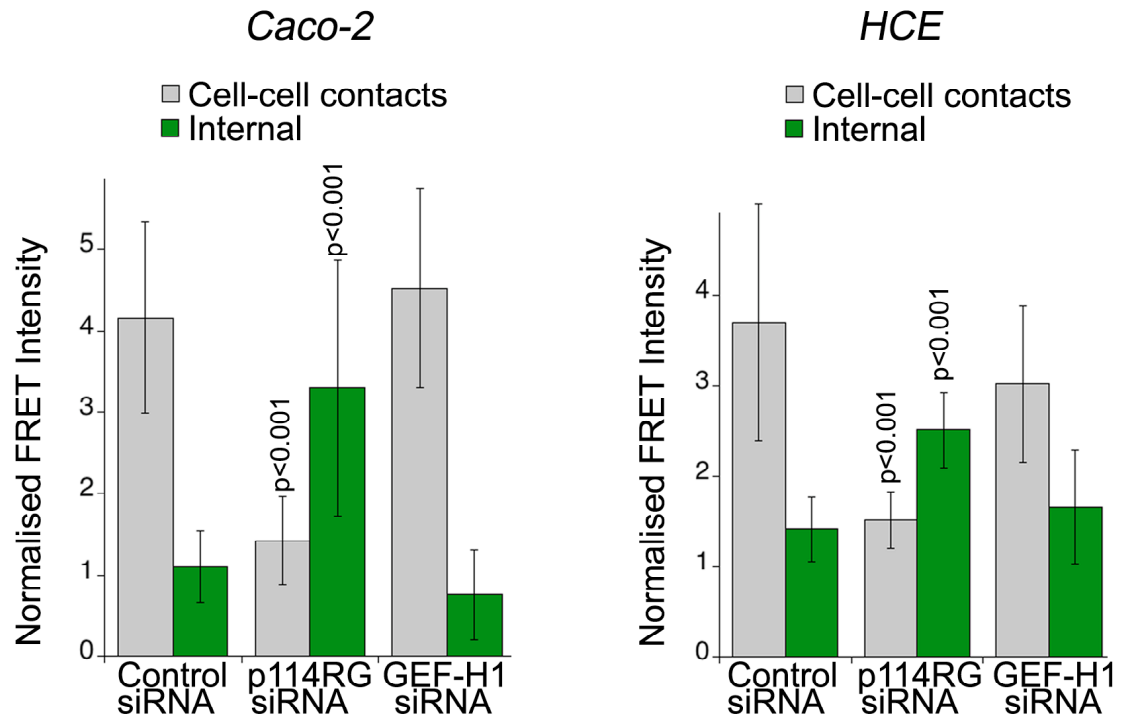 Caco-2
Cell-cell contacts
Internal
Normalised FRET Intensity
5
4
3
2
1
0
p<0.001
p<0.001
Control siRNA
p114RG siRNA
GEF-H1 siRNA
HCE
Cell-cell contacts
Internal
Normalised FRET Intensity
4
3
2
1
0
p<0.001
p<0.001
Control siRNA
p114RG siRNA
GEF-H1 siRNA